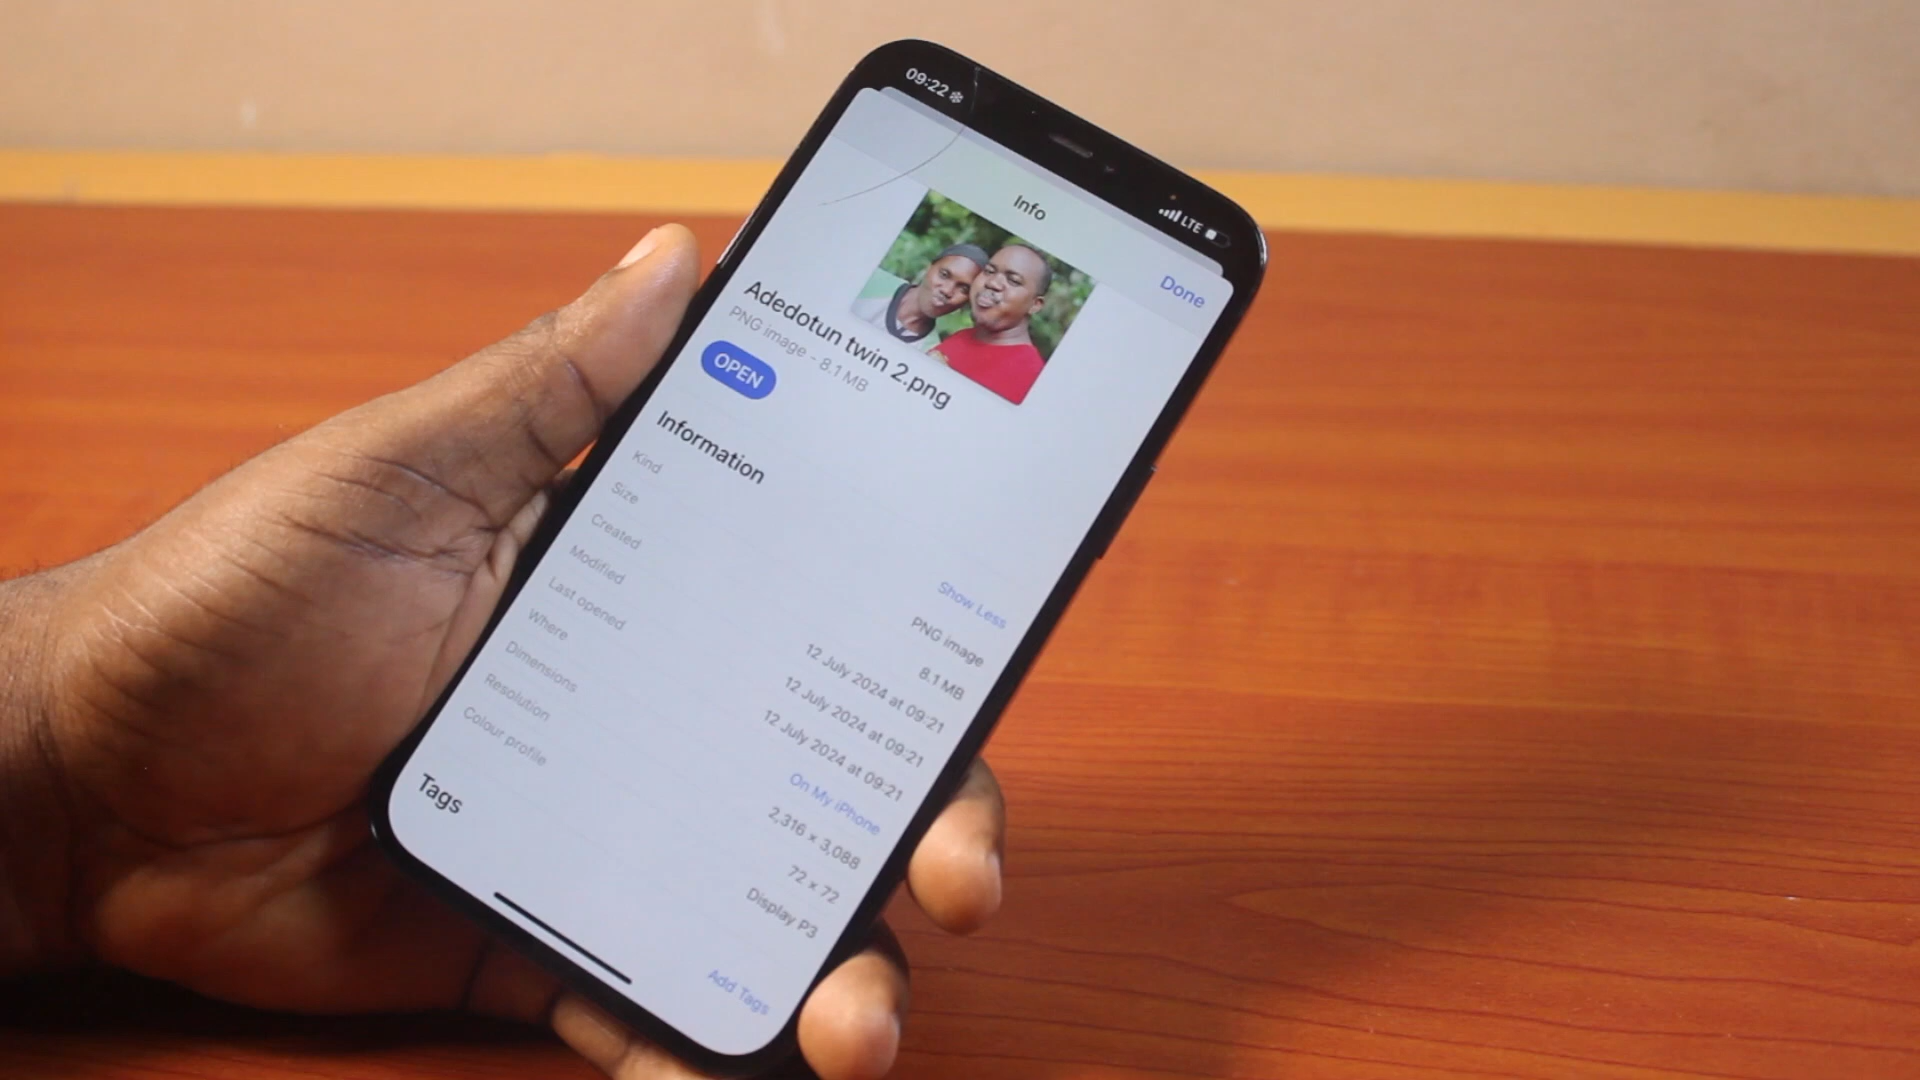 09:22
LTE
Info
Done
Adedotun twin 2.png
PNG image - 8.1 MB
OPEN
Information
Show Less
Kind
PNG image
Size
8.1 MB
Created
12 July 2024 at 09:21
Modified
12 July 2024 at 09:21
Last opened
12 July 2024 at 09:21
Where
On My iPhone
Dimensions
2,316 × 3,088
Resolution
72 × 72
Colour profile
Display P3
Tags
Add Tags